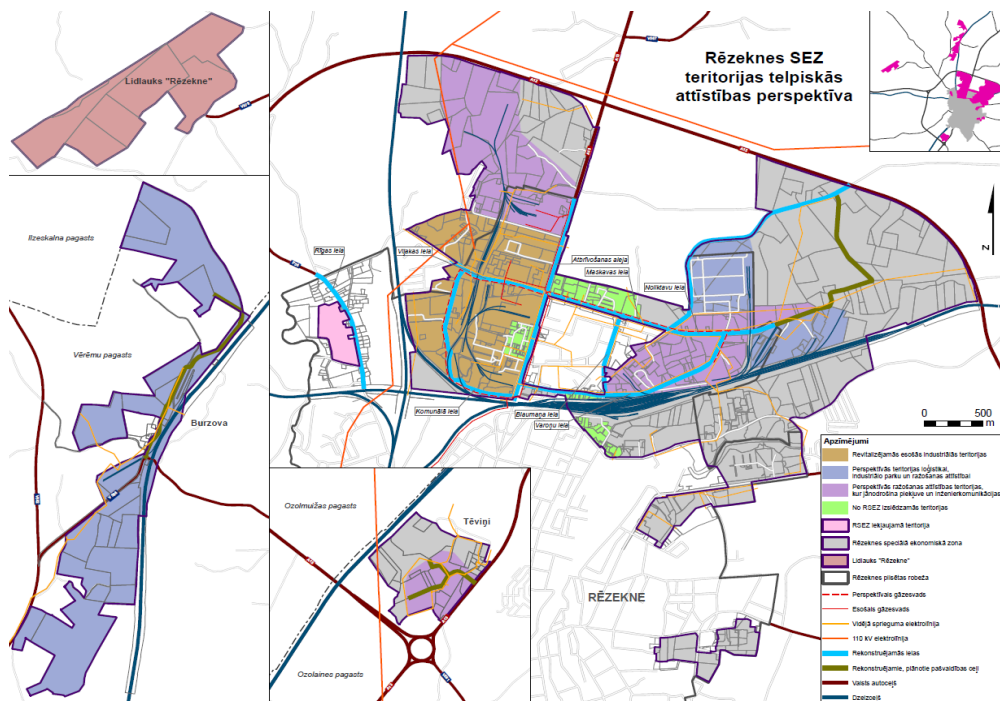 Rēzeknes SEZ
teritorijas telpiskās
attīstības perspektīva
Lidlauks "Rēzekne"
Ilzeskalna pagasts
Vērēmu pagasts
Burzova
Rīgas iela
Viļakas iela
Atbrīvošanas aleja
Maskavas iela
Noliktavu iela
Komunālā iela
Blaumaņa iela
Varoņu iela
Z
0 500
m
Ozolmuižas pagasts
Tēviņi
Ozolaines pagasts
RĒZEKNE
Apzīmējumi
Revitalizējamās esošās industriālās teritorijas
Perspektīvās teritorijas loģistikai,
industriālo parku un ražošanas attīstībai
Perspektīvās ražošanas attīstības teritorijas,
kur jānodrošina piekļuve un inženierkomunikācijas
No RSEZ izslēdzamās teritorijas
RSEZ iekļaujamā teritorija
Rēzeknes speciālā ekonomiskā zona
Lidlauks "Rēzekne"
Rēzeknes pilsētas robeža
Perspektīvais gāzesvads
Esošais gāzesvads
Vidējā sprieguma elektrolīnija
110 kV elektrolīnija
Rekonstruējamās ielas
Rekonstruējamie, plānotie pašvaldības ceļi
Valsts autoceļš
Dzelzceļš